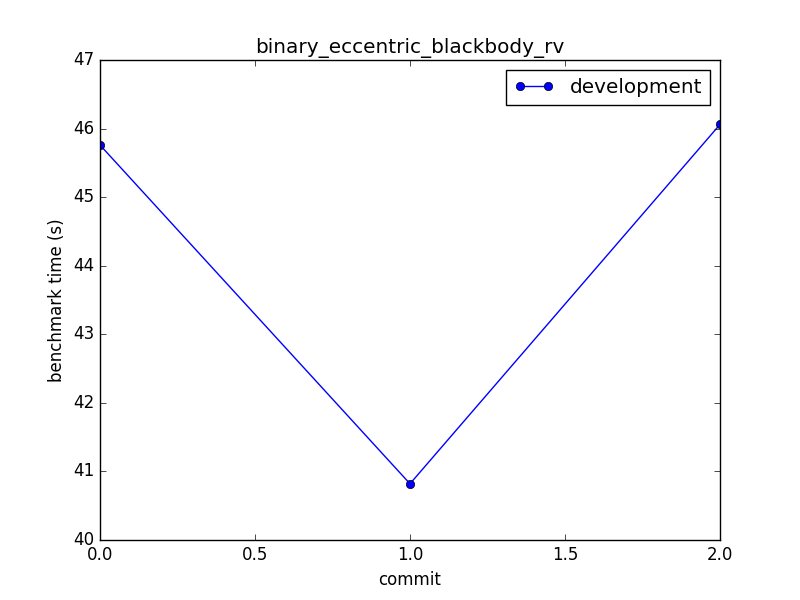 binary_eccentric_blackbody_rv
development
benchmark time (s)
47
46
45
44
43
42
41
40
0.0 0.5 1.0 1.5 2.0
commit